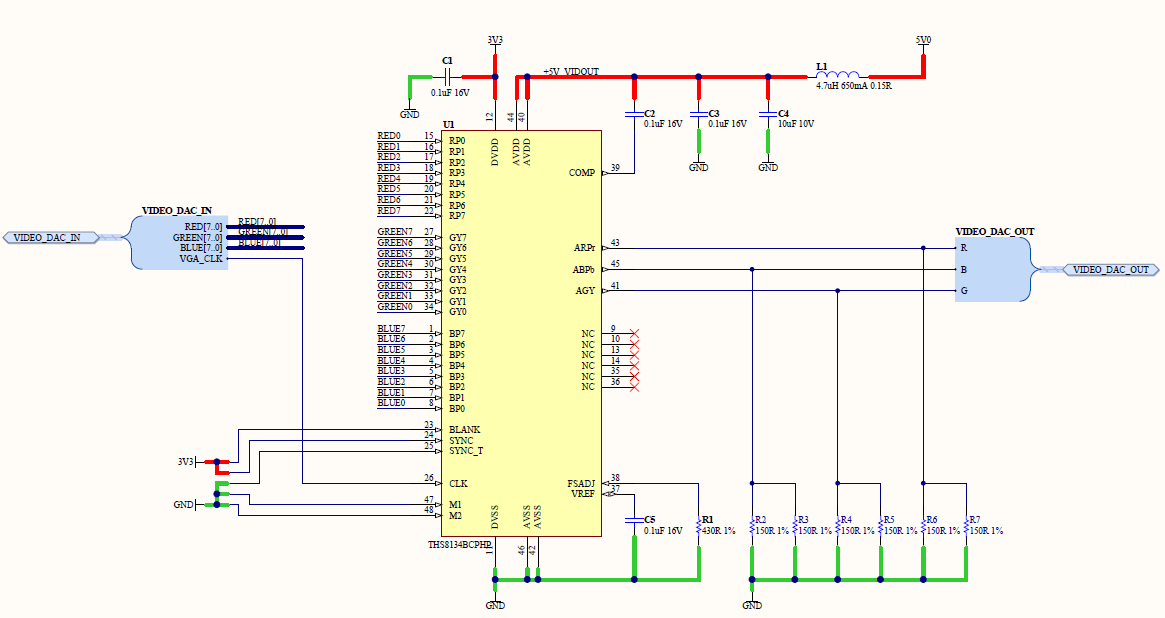 3V3
5V0
C1
0.1uF 16V
GND
+5V_VIDOUT
L1
4.7uH 650mA 0.15R
C2
0.1uF 16V
C3
0.1uF 16V
C4
10uF 10V
GND
GND
U1
12
44
40
DVDD
AVDD
AVDD
RED0 15 RP0
RED1 16 RP1
RED2 17 RP2
RED3 18 RP3
RED4 19 RP4
RED5 20 RP5
RED6 21 RP6
RED7 22 RP7
COMP 39
VIDEO_DAC_IN
VIDEO_DAC_IN
RED[7..0] RED[7..0]
GREEN[7..0] GREEN[7..0]
BLUE[7..0] BLUE[7..0]
VGA_CLK
GREEN7 27 GY7
GREEN6 28 GY6
GREEN5 29 GY5
GREEN4 30 GY4
GREEN3 31 GY3
GREEN2 32 GY2
GREEN1 33 GY1
GREEN0 34 GY0
ARPr 43
ABPb 45
AGY 41
VIDEO_DAC_OUT
R
B
G
VIDEO_DAC_OUT
BLUE7 1 BP7
BLUE6 2 BP6
BLUE5 3 BP5
BLUE4 4 BP4
BLUE3 5 BP3
BLUE2 6 BP2
BLUE1 7 BP1
BLUE0 8 BP0
NC 9
NC 10
NC 13
NC 14
NC 35
NC 36
23 BLANK
24 SYNC
25 SYNC_T
3V3
26 CLK
GND
47 M1
48 M2
FSADJ 38
VREF 37
DVSS
AVSS
AVSS
THS8134BCPHP
46
42
C5
0.1uF 16V
R1
430R 1%
R2
150R 1%
R3
150R 1%
R4
150R 1%
R5
150R 1%
R6
150R 1%
R7
150R 1%
GND
GND